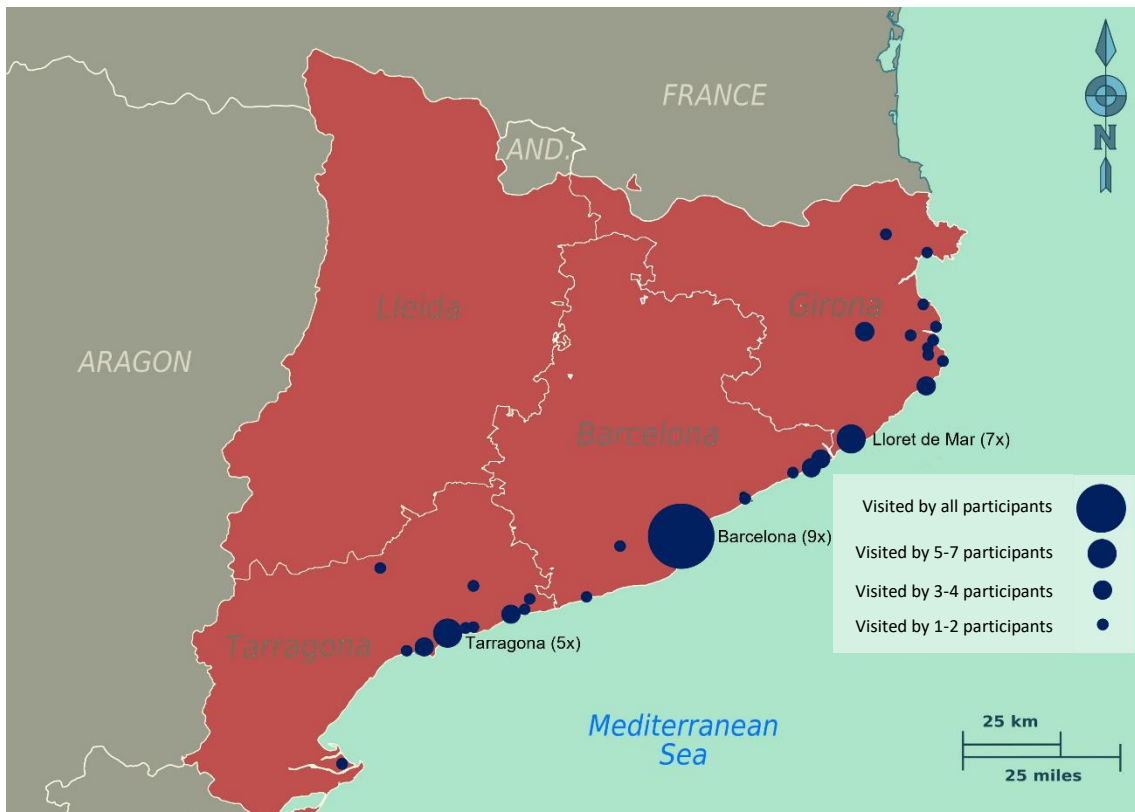 FRANCE
AND.
N
Lleida
Girona
ARAGON
Barcelona
Lloret de Mar (7x)
Visited by all participants
Barcelona (9x)
Visited by 5-7 participants
Visited by 3-4 participants
Visited by 1-2 participants
Tarragona
Tarragona (5x)
Mediterranean
Sea
25 km
25 miles